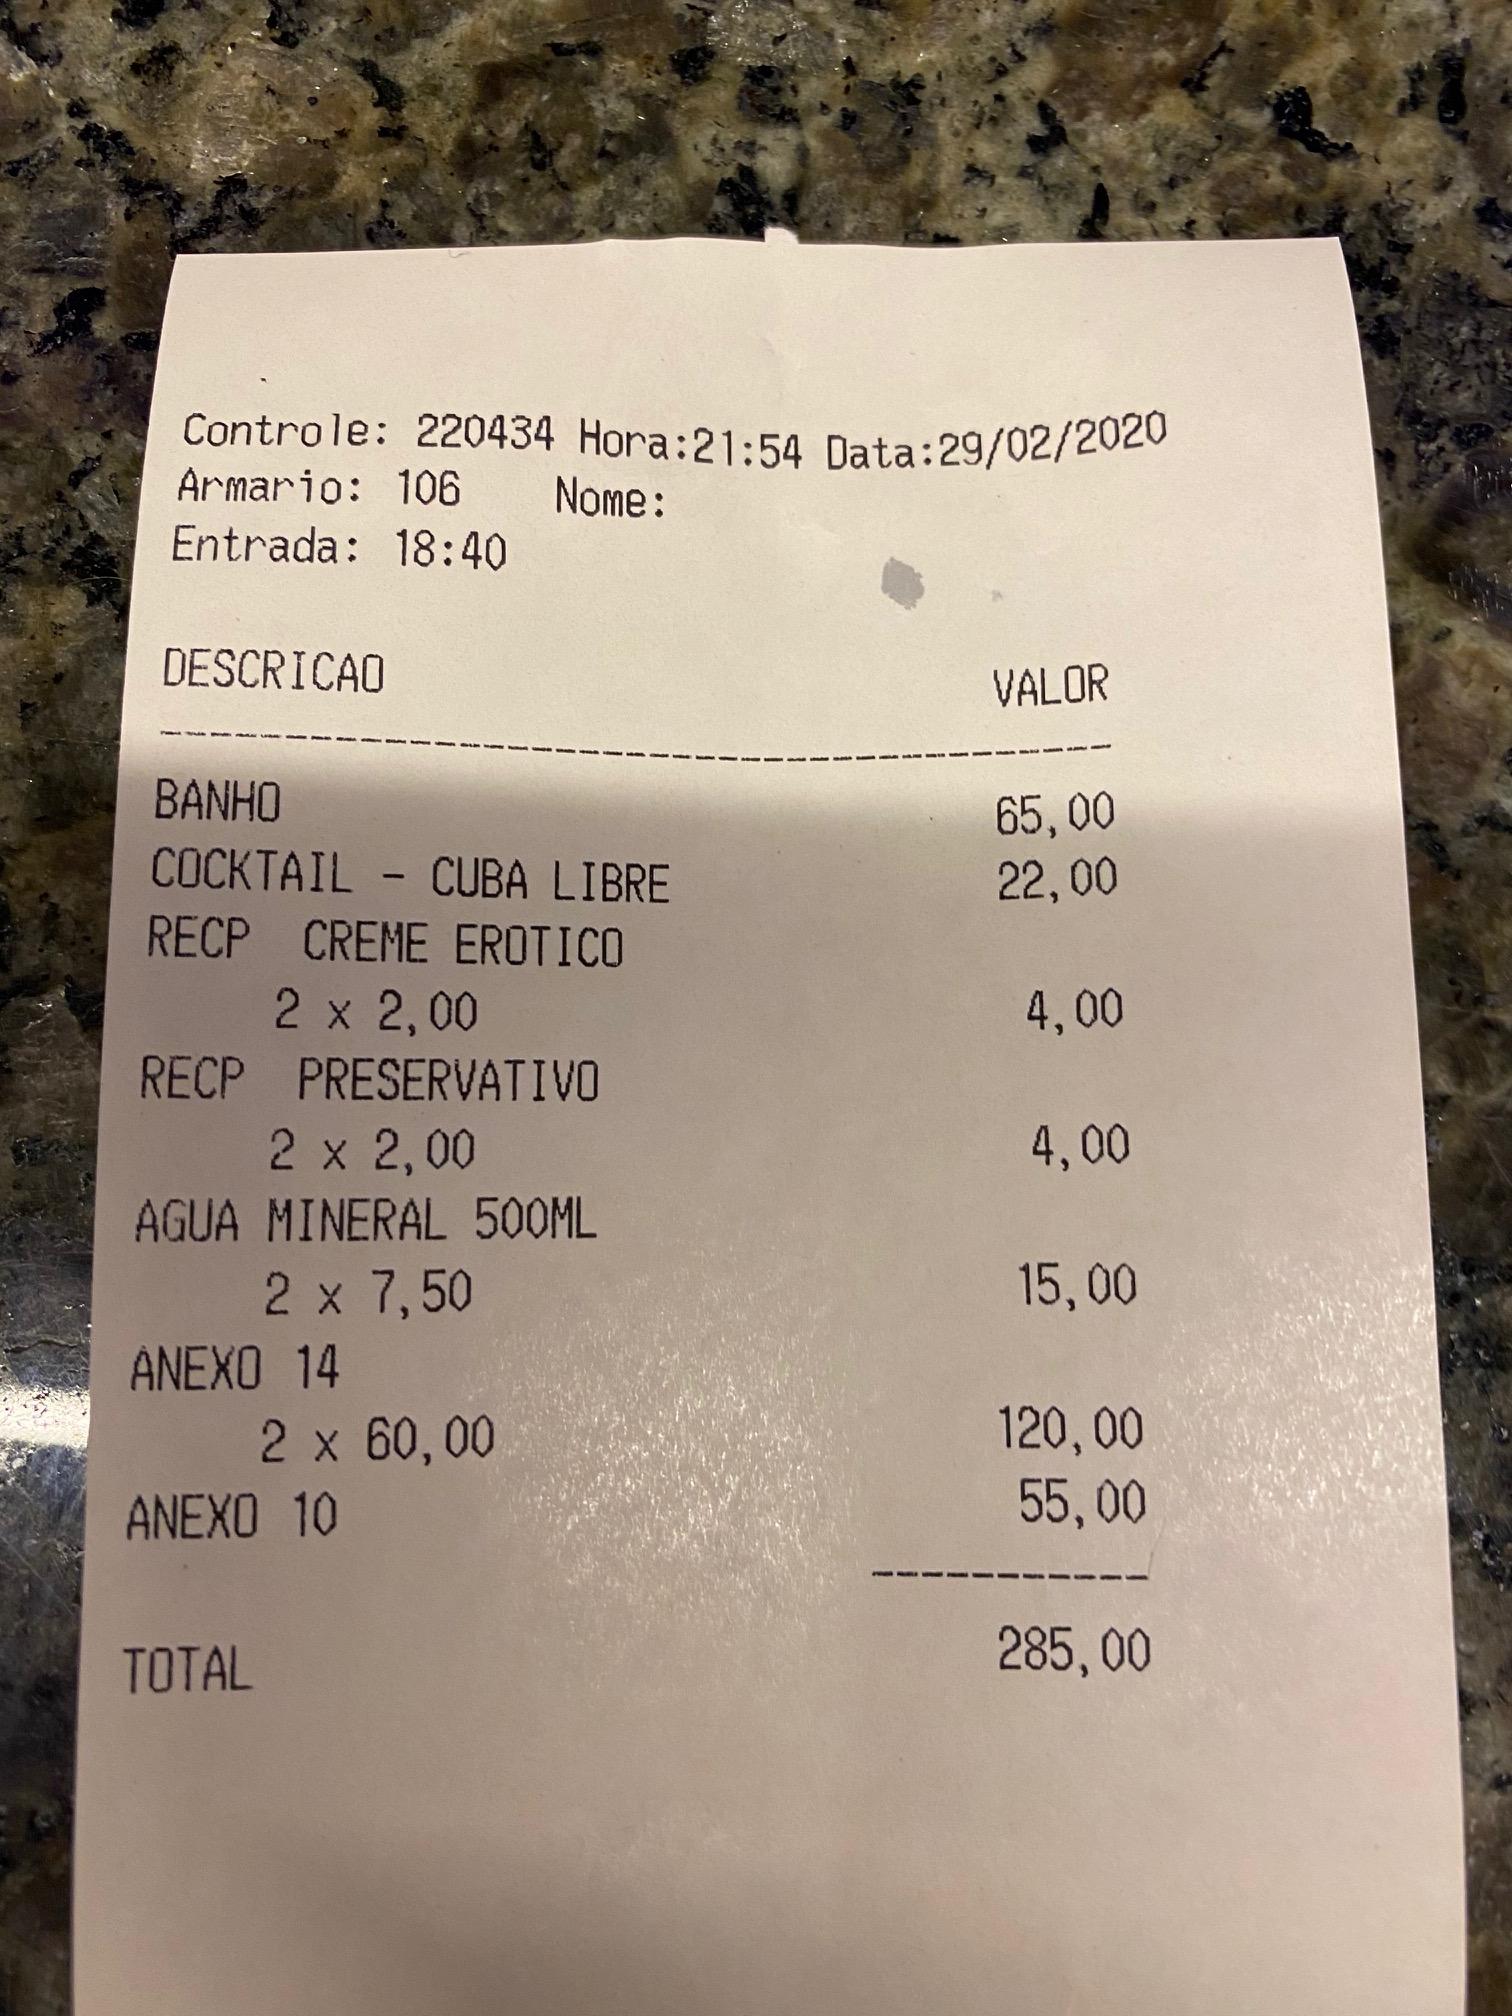 Controle: 220434 Hora:21:54 Data:29/02/2020
Armario: 106 Nome:
Entrada: 18:40
DESCRICAO VALOR
BANHO 65,00
COCKTAIL - CUBA LIBRE 22,00
RECP CREME EROTICO
2 x 2,00 4,00
RECP PRESERVATIVO
2 x 2,00 4,00
AGUA MINERAL 500ML
2 x 7,50 15,00
ANEXO 14
2 x 60,00 120,00
ANEXO 10 55,00
TOTAL 285,00